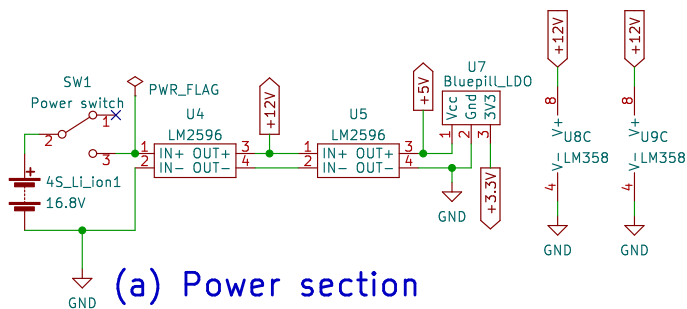 SW1
Power switch
1
2
3
PWR_FLAG
4S_Li_ion1
16.8V
+
GND
U4
LM2596
1 IN+ OUT+ 3
2 IN- OUT- 4
+12V
U5
LM2596
1 IN+ OUT+ 3
2 IN- OUT- 4
+5V
U7
Bluepill_LDO
Vcc Gnd 3V3
1 2 3
+3.3V
GND
+12V
8
V+
U8C
LM358
V-
4
GND
+12V
8
V+
U9C
LM358
V-
4
GND
(a) Power section